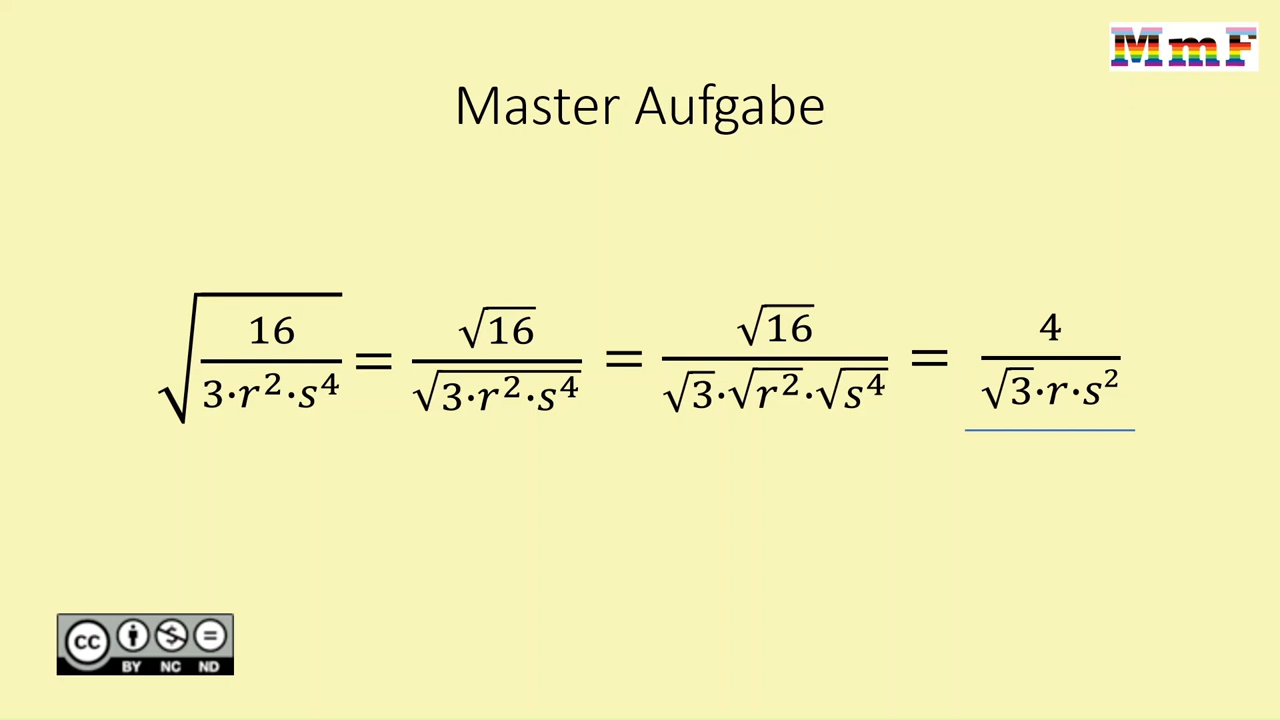 MmF
Master Aufgabe
√(16/(3·r²·s⁴)) = √16/√(3·r²·s⁴) = √16/(√3·√r²·√s⁴) = 4/(√3·r·s²)
cc BY NC ND